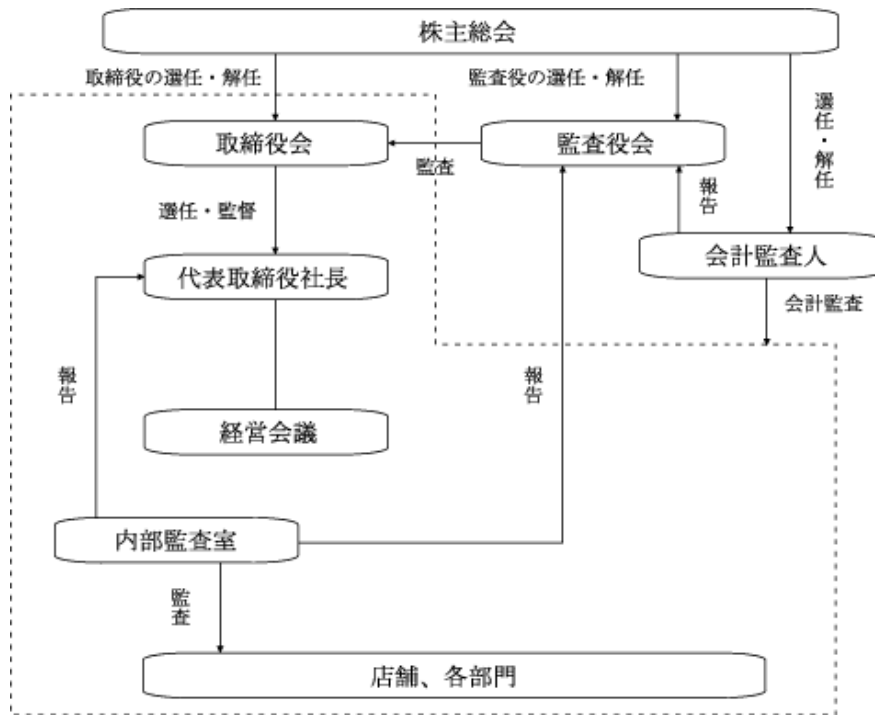 株主総会
取締役の選任・解任
監査役の選任・解任
選任・解任
取締役会
監査
監査役会
報告
選任・監督
会計監査人
代表取締役社長
会計監査
報告
報告
経営会議
内部監査室
監査
店舗、各部門